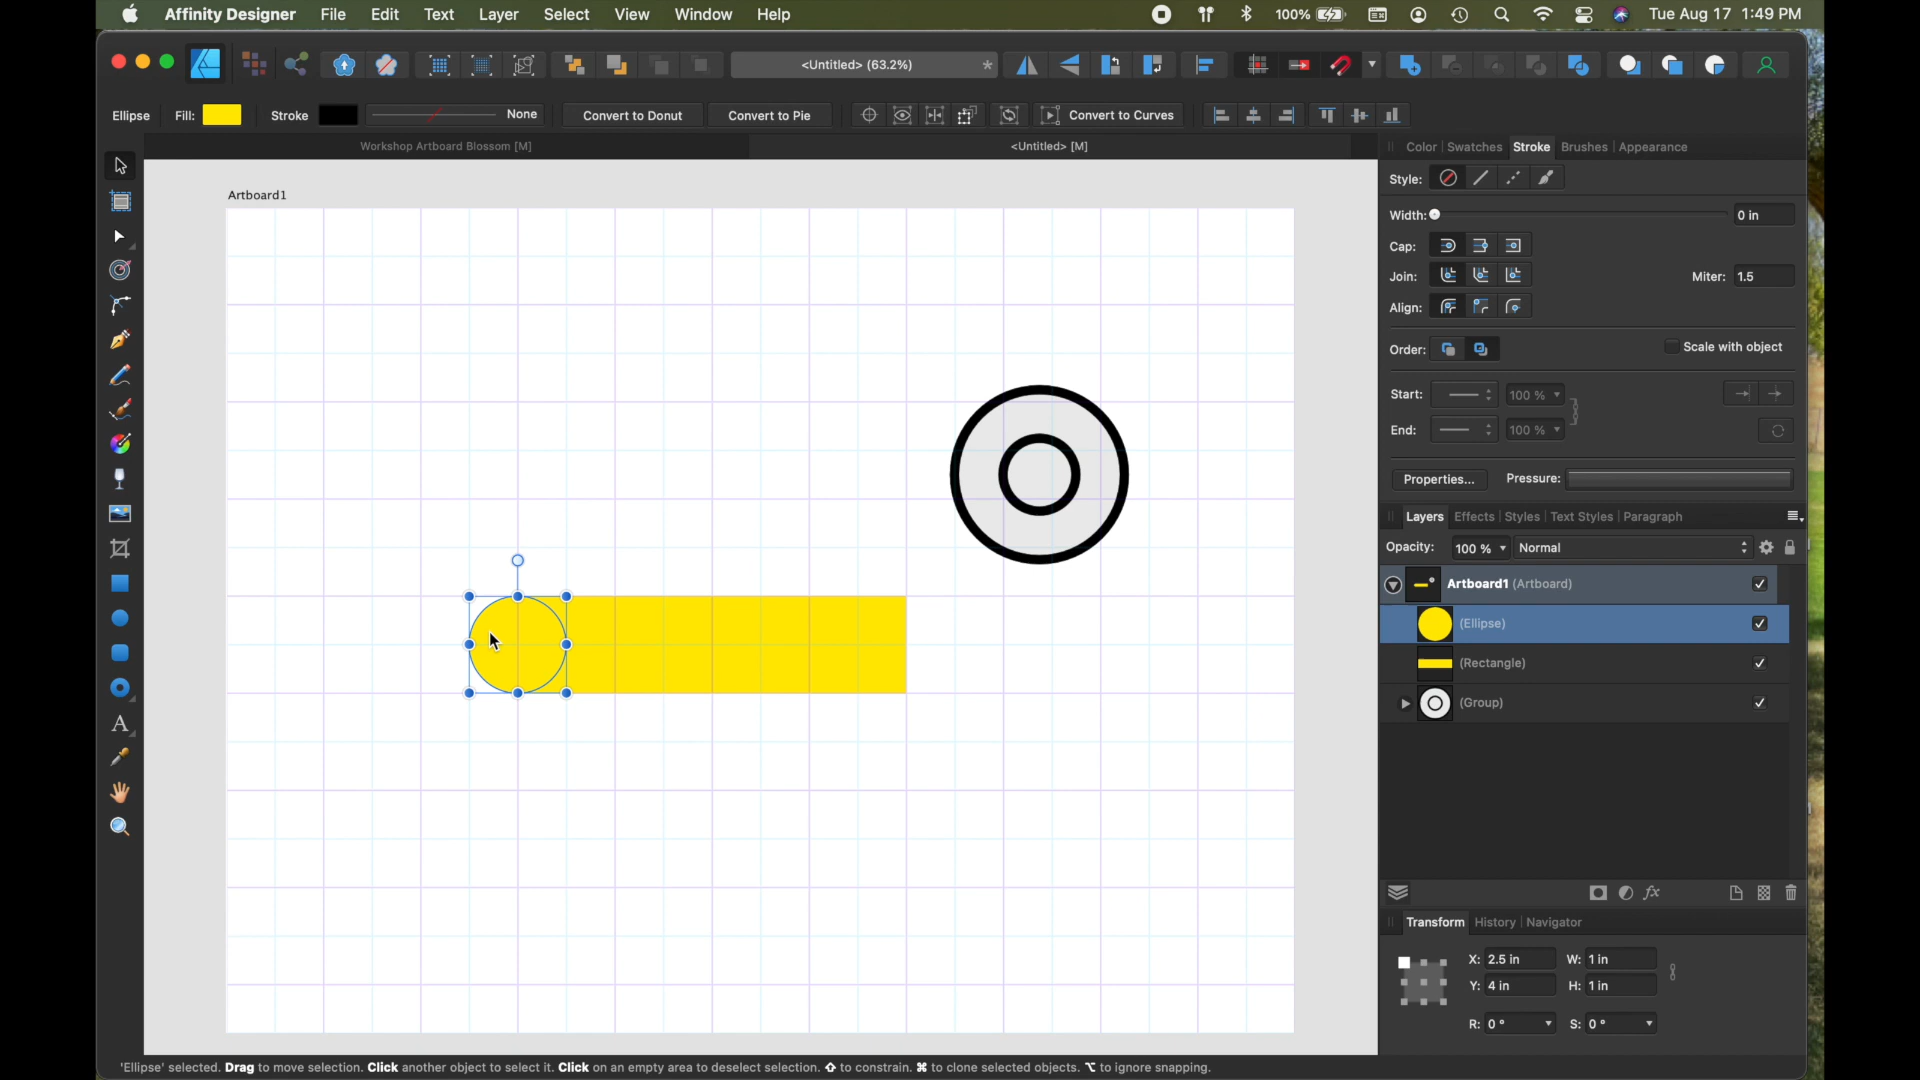 Affinity Designer File Edit Text Layer Select View Window Help 100% Tue Aug 17 1:49 PM
<Untitled> (63.2%) *
Ellipse Fill: Stroke None Convert to Donut Convert to Pie Convert to Curves
Workshop Artboard Blossom [M] <Untitled> [M]
Color Swatches Stroke Brushes Appearance
Style:
Artboard1
Width: 0 in
Cap:
Join: Miter: 1.5
Align:
Order: Scale with object
Start: 100 %
End: 100 %
Properties... Pressure:
Layers Effects Styles Text Styles Paragraph
Opacity: 100 % Normal
Artboard1 (Artboard)
(Ellipse)
(Rectangle)
(Group)
A
fx
Transform History Navigator
X: 2.5 in W: 1 in
Y: 4 in H: 1 in
R: 0 ° S: 0 °
'Ellipse' selected. Drag to move selection. Click another object to select it. Click on an empty area to deselect selection. ⇧ to constrain. ⌘ to clone selected objects. ⌥ to ignore snapping.